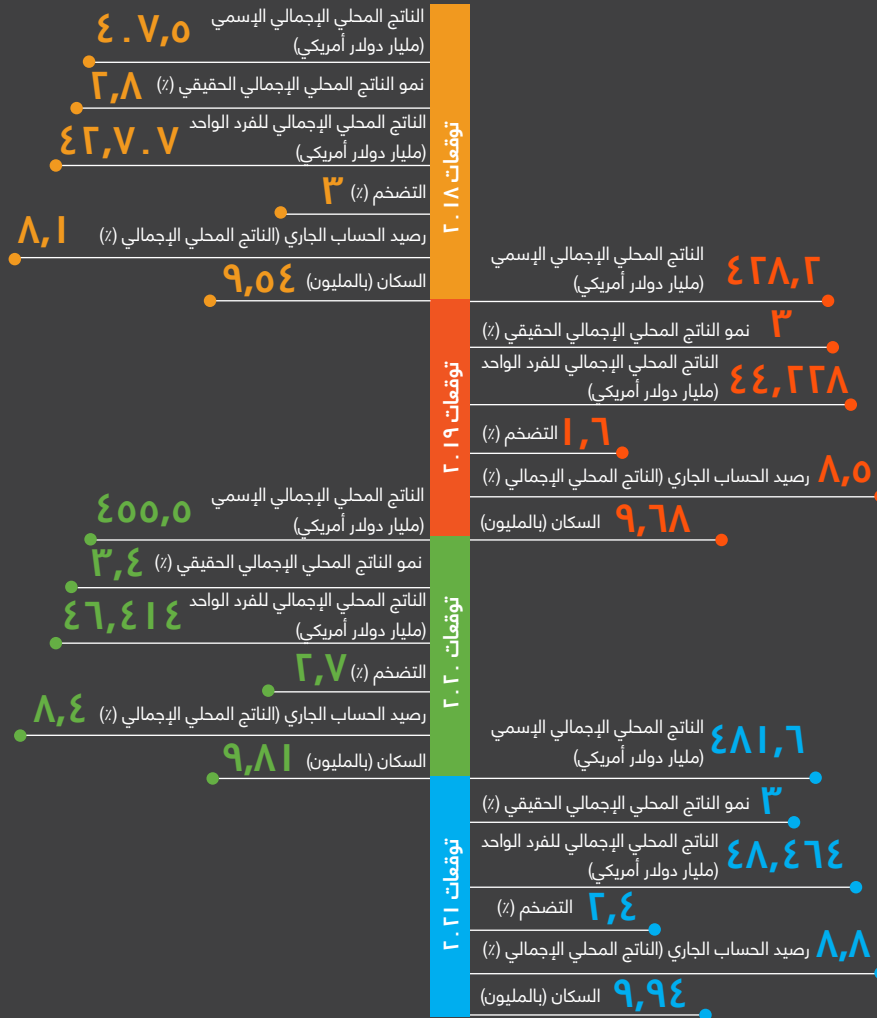 توقعات ٢٠١٨
الناتج المحلي الإجمالي الإسمي
(مليار دولار أمريكي)
٤٠٧,٥
نمو الناتج المحلي الإجمالي الحقيقي (٪) ٢,٨
الناتج المحلي الإجمالي للفرد الواحد
(مليار دولار أمريكي)
٤٢,٧٠٧
التضخم (٪) ٣
رصيد الحساب الجاري (الناتج المحلي الإجمالي (٪) ٨,١
السكان (بالمليون) ٩,٥٤
توقعات ٢٠١٩
الناتج المحلي الإجمالي الإسمي
(مليار دولار أمريكي)
٤٢٨,٢
نمو الناتج المحلي الإجمالي الحقيقي (٪) ٣
الناتج المحلي الإجمالي للفرد الواحد
(مليار دولار أمريكي)
٤٤,٢٢٨
التضخم (٪) ١,٦
رصيد الحساب الجاري (الناتج المحلي الإجمالي (٪) ٨,٥
السكان (بالمليون) ٩,٦٨
توقعات ٢٠٢٠
الناتج المحلي الإجمالي الإسمي
(مليار دولار أمريكي)
٤٥٥,٥
نمو الناتج المحلي الإجمالي الحقيقي (٪) ٣,٤
الناتج المحلي الإجمالي للفرد الواحد
(مليار دولار أمريكي)
٤٦,٤١٤
التضخم (٪) ٢,٧
رصيد الحساب الجاري (الناتج المحلي الإجمالي (٪) ٨,٤
السكان (بالمليون) ٩,٨١
توقعات ٢٠٢١
الناتج المحلي الإجمالي الإسمي
(مليار دولار أمريكي)
٤٨١,٦
نمو الناتج المحلي الإجمالي الحقيقي (٪) ٣
الناتج المحلي الإجمالي للفرد الواحد
(مليار دولار أمريكي)
٤٨,٤٦٤
التضخم (٪) ٢,٤
رصيد الحساب الجاري (الناتج المحلي الإجمالي (٪) ٨,٨
السكان (بالمليون) ٩,٩٤